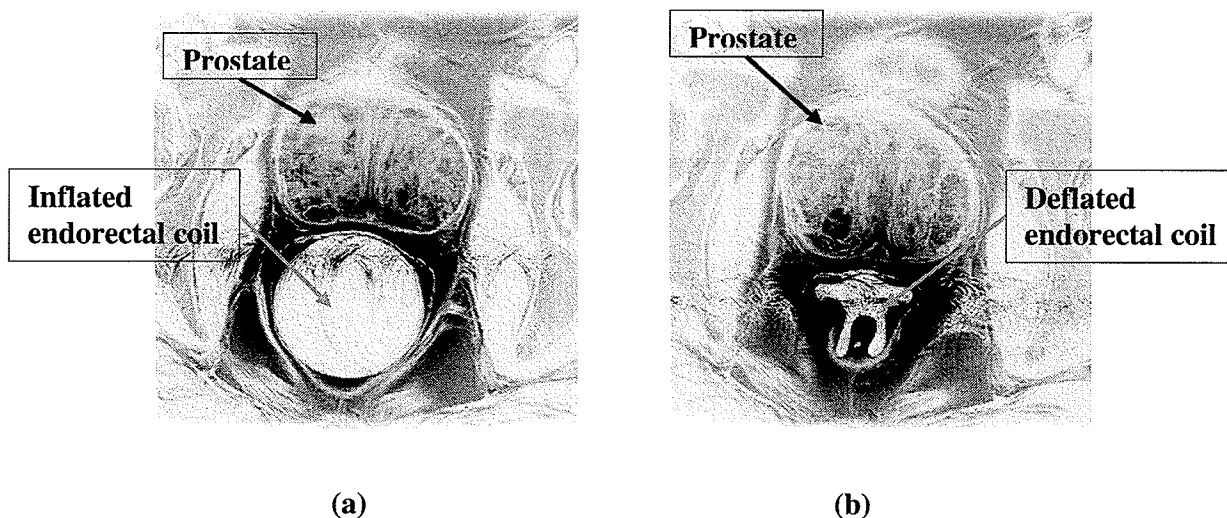 Prostate
Inflated
endorectal coil
(a)
Prostate
Deflated
endorectal coil
(b)